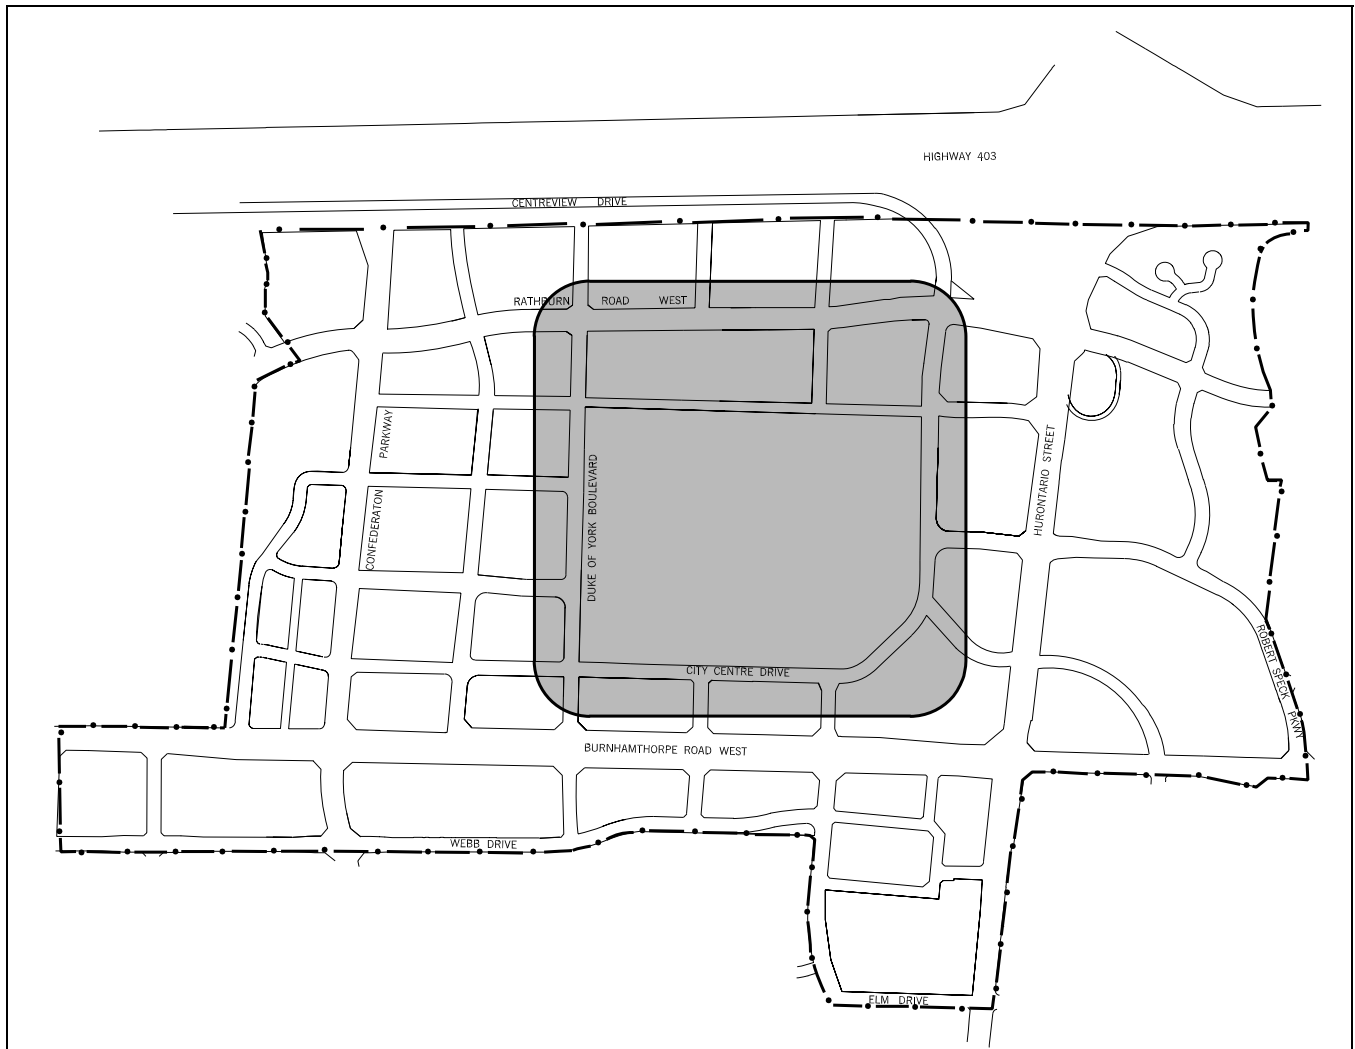 HIGHWAY 403
CENTREVIEW DRIVE
RATHBURN ROAD WEST
PARKWAY
CONFEDERATON
DUKE OF YORK BOULEVARD
HURONTARIO STREET
CITY CENTRE DRIVE
ROBERT SPECK PKWY
BURNHAMTHORPE ROAD WEST
WEBB DRIVE
ELM DRIVE